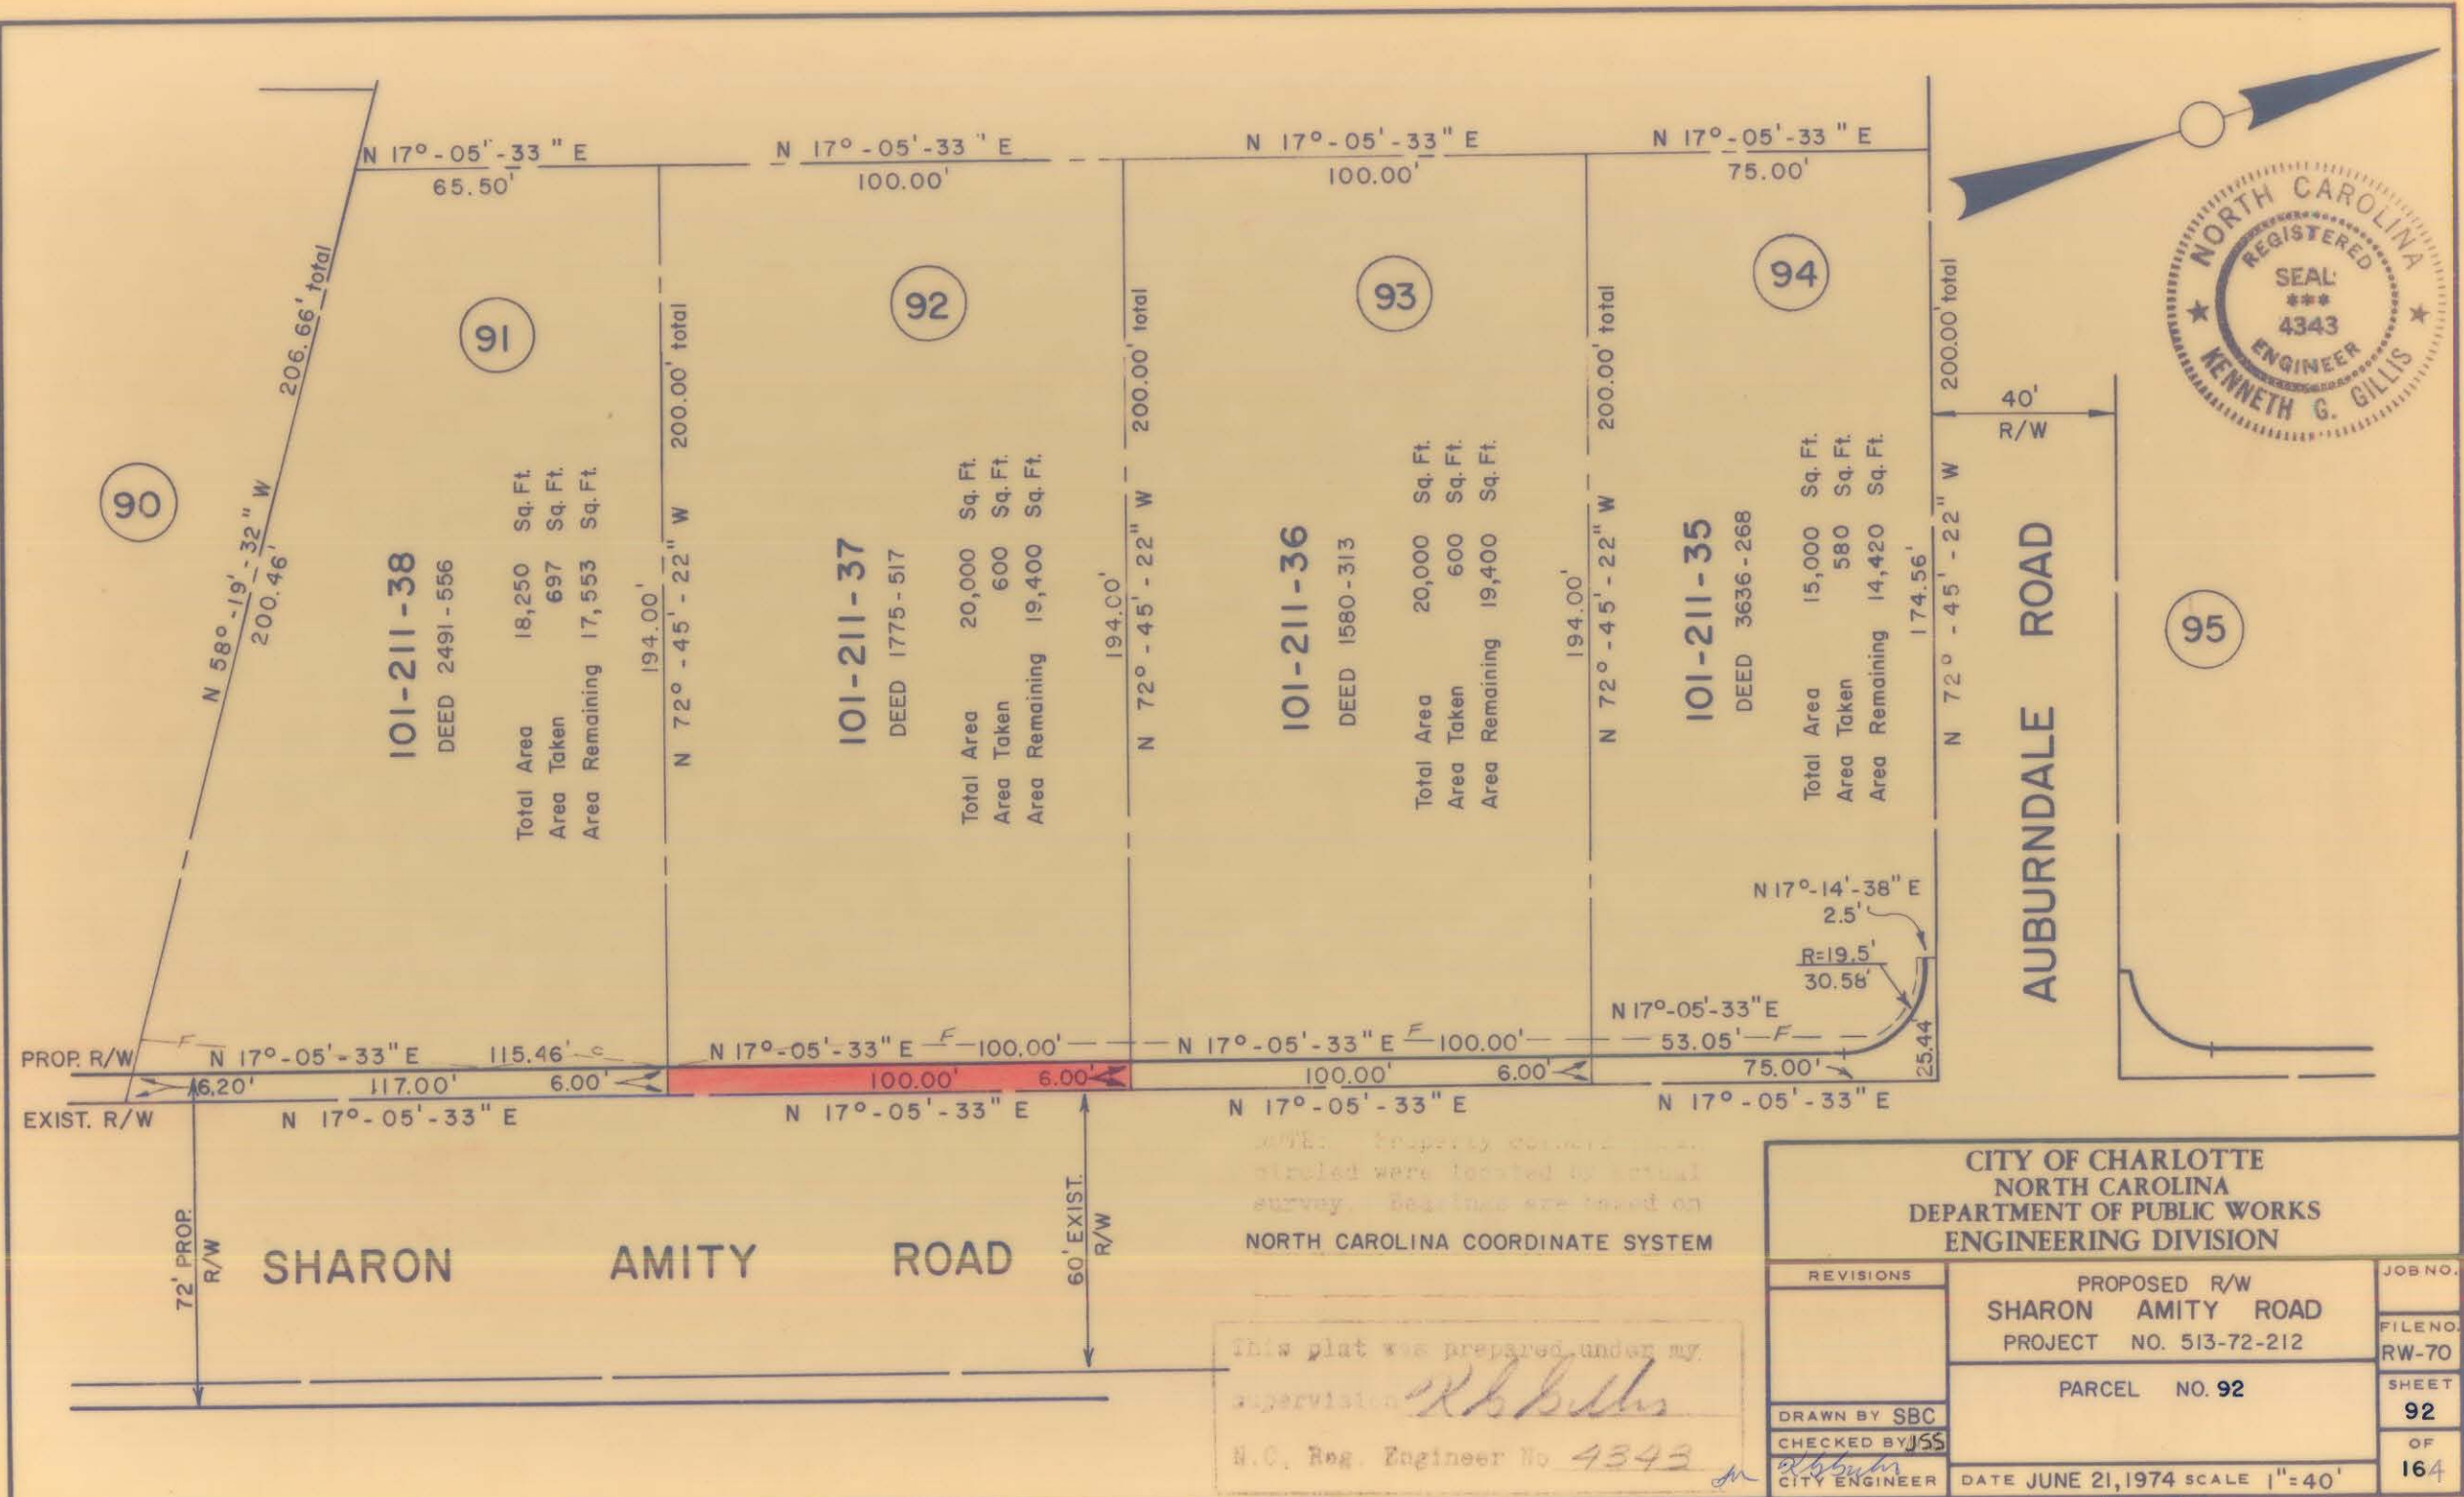 N 17°-05'-33" E
65.50'
N 17°-05'-33" E
100.00'
N 17°-05'-33" E
100.00'
N 17°-05'-33" E
75.00'
NORTH CAROLINA
REGISTERED
SEAL
***
4343
ENGINEER
KENNETH G. GILLIS
90
N 58°-19'-32" W 206.66' total
200.46'
91
101-211-38
DEED 2491-556
Total Area 18,250 Sq. Ft.
Area Taken 697 Sq. Ft.
Area Remaining 17,553 Sq. Ft.
194.00'
N 72°-45'-22" W 200.00' total
92
101-211-37
DEED 1775-517
Total Area 20,000 Sq. Ft.
Area Taken 600 Sq. Ft.
Area Remaining 19,400 Sq. Ft.
194.00'
N 72°-45'-22" W 200.00' total
93
101-211-36
DEED 1580-313
Total Area 20,000 Sq. Ft.
Area Taken 600 Sq. Ft.
Area Remaining 19,400 Sq. Ft.
194.00'
N 72°-45'-22" W 200.00' total
94
101-211-35
DEED 3636-268
Total Area 15,000 Sq. Ft.
Area Taken 580 Sq. Ft.
Area Remaining 14,420 Sq. Ft.
174.56'
N 72°-45'-22" W 200.00' total
40'
R/W
AUBURNDALE ROAD
95
N 17°-14'-38" E
2.5'
R=19.5'
30.58'
25.44'
PROP. R/W
F N 17°-05'-33" E 115.46' C
N 17°-05'-33" E F 100.00'
N 17°-05'-33" E F 100.00'
N 17°-05'-33" E
53.05' F
6.20' 117.00' 6.00'
100.00' 6.00'
100.00' 6.00'
75.00'
EXIST. R/W
N 17°-05'-33" E
N 17°-05'-33" E
N 17°-05'-33" E
N 17°-05'-33" E
72' PROP.
R/W
SHARON AMITY ROAD
60' EXIST.
R/W
NOTE: Property corners
circled were located by actual
survey. Bearings are based on
NORTH CAROLINA COORDINATE SYSTEM
This plat was prepared under my
supervision K G Gillis
N.C. Reg. Engineer No 4343
CITY OF CHARLOTTE
NORTH CAROLINA
DEPARTMENT OF PUBLIC WORKS
ENGINEERING DIVISION
REVISIONS
PROPOSED R/W
SHARON AMITY ROAD
PROJECT NO. 513-72-212
JOB NO.
FILE NO.
RW-70
PARCEL NO. 92
SHEET
92
OF
164
DRAWN BY SBC
CHECKED BY JSS
CITY ENGINEER
DATE JUNE 21, 1974 SCALE 1"=40'